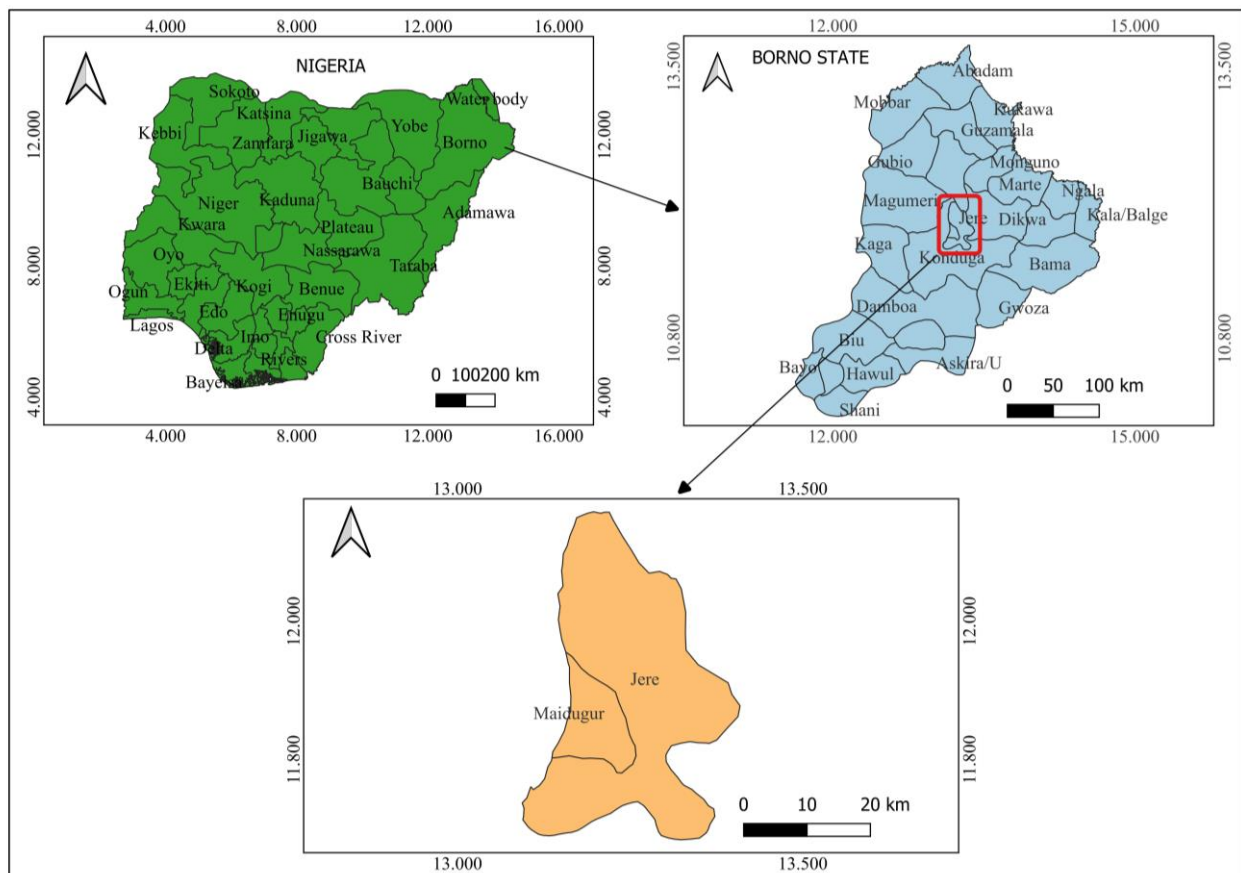 4.000 8.000 12.000 16.000
NIGERIA
12.000
8.000
4.000
Sokoto
Katsina
Kebbi
Zamfara
Jigawa
Yobe
Water body
Borno
Bauchi
Niger
Kaduna
Adamawa
Kwara
Plateau
Nassarawa
Oyo
Taraba
Ogun
Ekiti
Kogi
Benue
Edo
Enugu
Lagos
Imo
Cross River
Delta
Rivers
Bayelsa
0 100200 km
12.000
8.000
4.000
4.000 8.000 12.000 16.000
12.000 15.000
BORNO STATE
13.500
10.800
Abadam
Mobbar
Kukawa
Guzamala
Gubio
Monguno
Marte
Ngala
Magumeri
Jere
Dikwa
Kala/Balge
Kaga
Konduga
Bama
Damboa
Gwoza
Biu
Bayo
Hawul
Askira/U
Shani
0 50 100 km
13.500
10.800
12.000 15.000
13.000 13.500
12.000
11.800
Jere
Maidugur
0 10 20 km
12.000
11.800
13.000 13.500